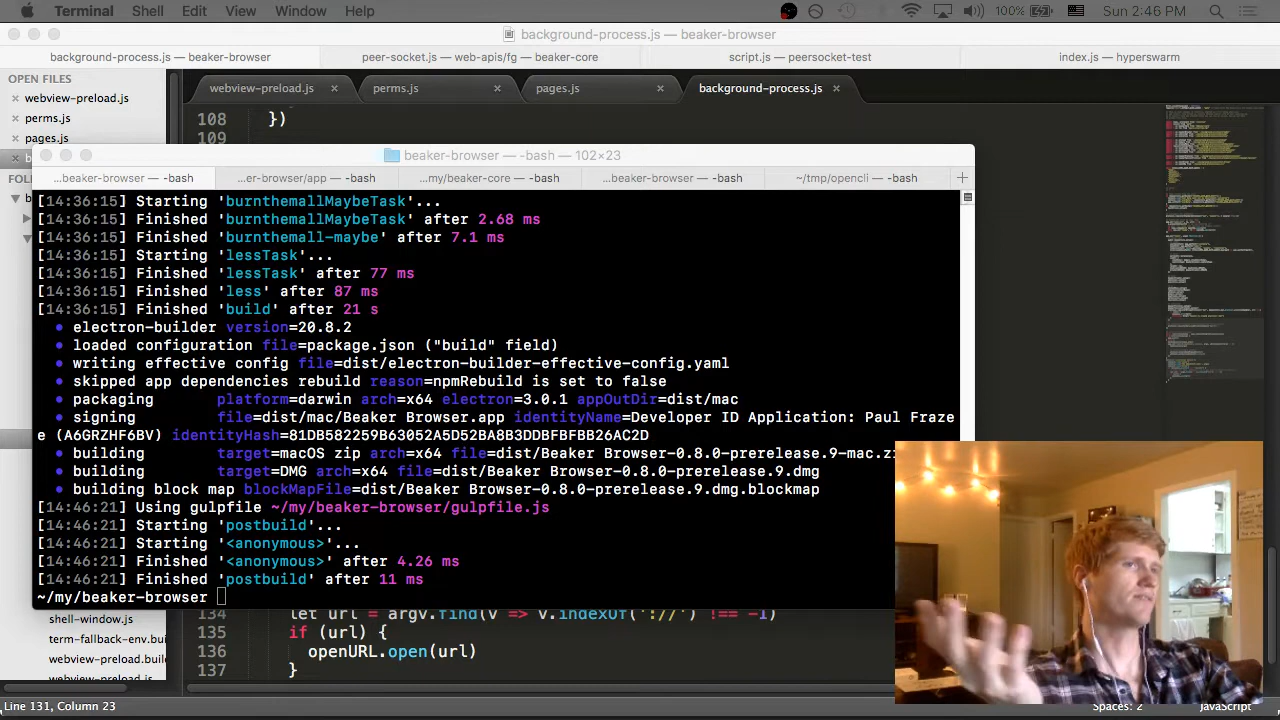 Terminal Shell Edit View Window Help 100% Sun 2:46 PM
background-process.js — beaker-browser
background-process.js — beaker-browser peer-socket.js — web-apis/fg — beaker-core script.js — peersocket-test index.js — hyperswarm
OPEN FILES
webview-preload.js
perms.js
pages.js
FOL
webview-preload.js perms.js pages.js background-process.js
108 })
109
beaker-browser — -bash — 102×23
...beaker-browser — -bash ...er-browser — -bash ...my/beaker-browser — -bash ...beaker-browser — -bash ~/tmp/opencli — -bash
[14:36:15] Starting 'burnthemallMaybeTask'...
[14:36:15] Finished 'burnthemallMaybeTask' after 2.68 ms
[14:36:15] Finished 'burnthemall-maybe' after 7.1 ms
[14:36:15] Starting 'lessTask'...
[14:36:15] Finished 'lessTask' after 77 ms
[14:36:15] Finished 'less' after 87 ms
[14:36:15] Finished 'build' after 21 s
• electron-builder version=20.28.4
• loaded configuration file=package.json ("build" field)
• writing effective config file=dist/builder-effective-config.yaml
• skipped app dependencies rebuild reason=npmRebuild is set to false
• packaging platform=darwin arch=x64 electron=3.0.1 appOutDir=dist/mac
• signing file=dist/mac/Beaker Browser.app identityName=Developer ID Application: Paul Fraze
e (A6GRZHF6BV) identityHash=81DB582259B63052A5D52BA8B3DDBFBFBB26AC2D
• building target=macOS zip arch=x64 file=dist/Beaker Browser-0.8.0-prerelease.9-mac.zi
• building target=DMG arch=x64 file=dist/Beaker Browser-0.8.0-prerelease.9.dmg
• building block map blockMapFile=dist/Beaker Browser-0.8.0-prerelease.9.dmg.blockmap
[14:46:21] Using gulpfile ~/my/beaker-browser/gulpfile.js
[14:46:21] Starting 'postbuild'...
[14:46:21] Starting '<anonymous>'...
[14:46:21] Finished '<anonymous>' after 4.26 ms
[14:46:21] Finished 'postbuild' after 11 ms
~/my/beaker-browser
134 let url = argv.find(v => v.indexOf('://') !== -1)
135 if (url) {
136 openURL.open(url)
137 }
shell-window.js
term-fallback-env.buil
webview-preload.build
webview-preload.js
Line 131, Column 23 Spaces: 2 JavaScript